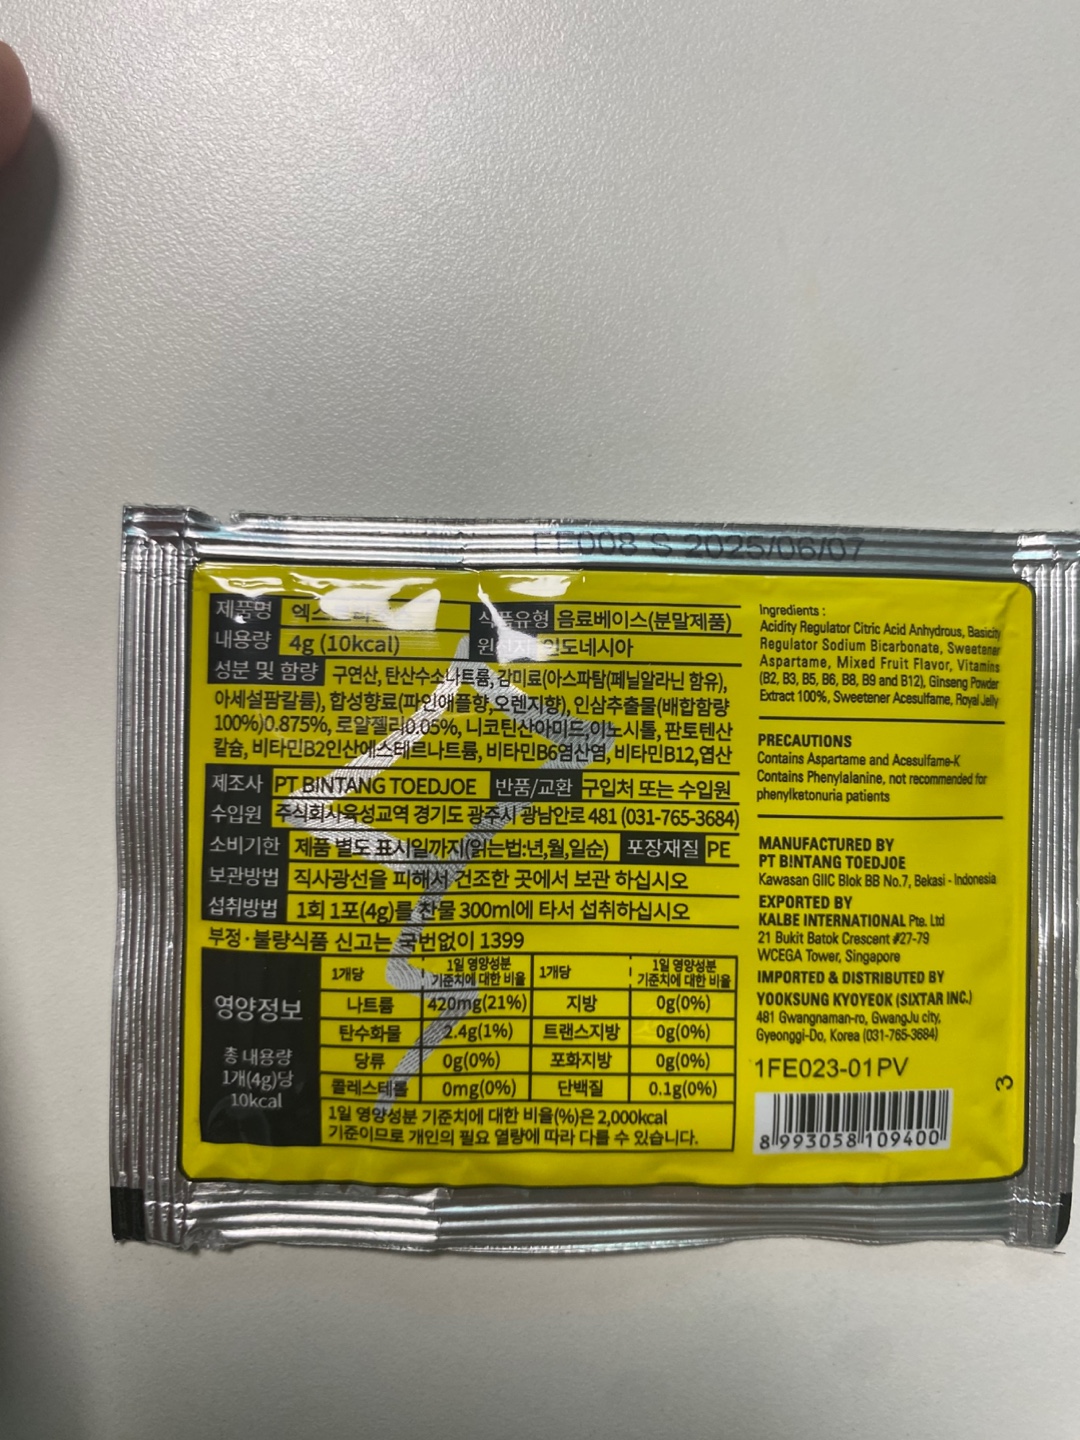 008 S 2025/06/07
제품명
식품유형 음료베이스(분말제품)
내용량 4g (10kcal)
인도네시아
성분 및 함량 구연산, 탄산수소나트륨, 감미료(아스파탐(페닐알라닌 함유),
아세설팜칼륨), 합성향료(파인애플향,오렌지향), 인삼추출물(배합함량
100%)0.875%, 로얄젤리0.05%, 니코틴산아미드,이노시톨, 판토텐산
칼슘, 비타민B2인산에스테르나트륨, 비타민B6염산염, 비타민B12,엽산
제조사 PT BINTANG TOEDJOE 반품/교환 구입처 또는 수입원
수입원 주식회사육성교역 경기도 광주시 광남안로 481 (031-765-3684)
소비기한 제품 별도 표시일까지(읽는법:년,월,일순) 포장재질 PE
보관방법 직사광선을 피해서 건조한 곳에서 보관 하십시오
섭취방법 1회 1포(4g)를 찬물 300ml에 타서 섭취하십시오
부정·불량식품 신고는 국번없이 1399
영양정보
총 내용량
1개(4g)당
10kcal
1개당 1일 영양성분 기준치에 대한 비율 1개당 1일 영양성분 기준치에 대한 비율
나트륨 420mg(21%) 지방 0g(0%)
탄수화물 2.4g(1%) 트랜스지방 0g(0%)
당류 0g(0%) 포화지방 0g(0%)
콜레스테롤 0mg(0%) 단백질 0.1g(0%)
1일 영양성분 기준치에 대한 비율(%)은 2,000kcal
기준이므로 개인의 필요 열량에 따라 다를 수 있습니다.
Ingredients :
Acidity Regulator Citric Acid Anhydrous, Basicity
Regulator Sodium Bicarbonate, Sweetener
Aspartame, Mixed Fruit Flavor, Vitamins
(B2, B3, B5, B6, B8, B9 and B12), Ginseng Powder
Extract 100%, Sweetener Acesulfame, Royal Jelly
PRECAUTIONS
Contains Aspartame and Acesulfame-K
Contains Phenylalanine, not recommended for
phenylketonuria patients
MANUFACTURED BY
PT BINTANG TOEDJOE
Kawasan GIIC Blok BB No.7, Bekasi - Indonesia
EXPORTED BY
KALBE INTERNATIONAL Pte. Ltd
21 Bukit Batok Crescent #27-79
WCEGA Tower, Singapore
IMPORTED & DISTRIBUTED BY
YOOKSUNG KYOYEOK (SIXTAR INC.)
481 Gwangnaman-ro, GwangJu city,
Gyeonggi-Do, Korea (031-765-3684)
1FE023-01PV
3
8 993058 109400